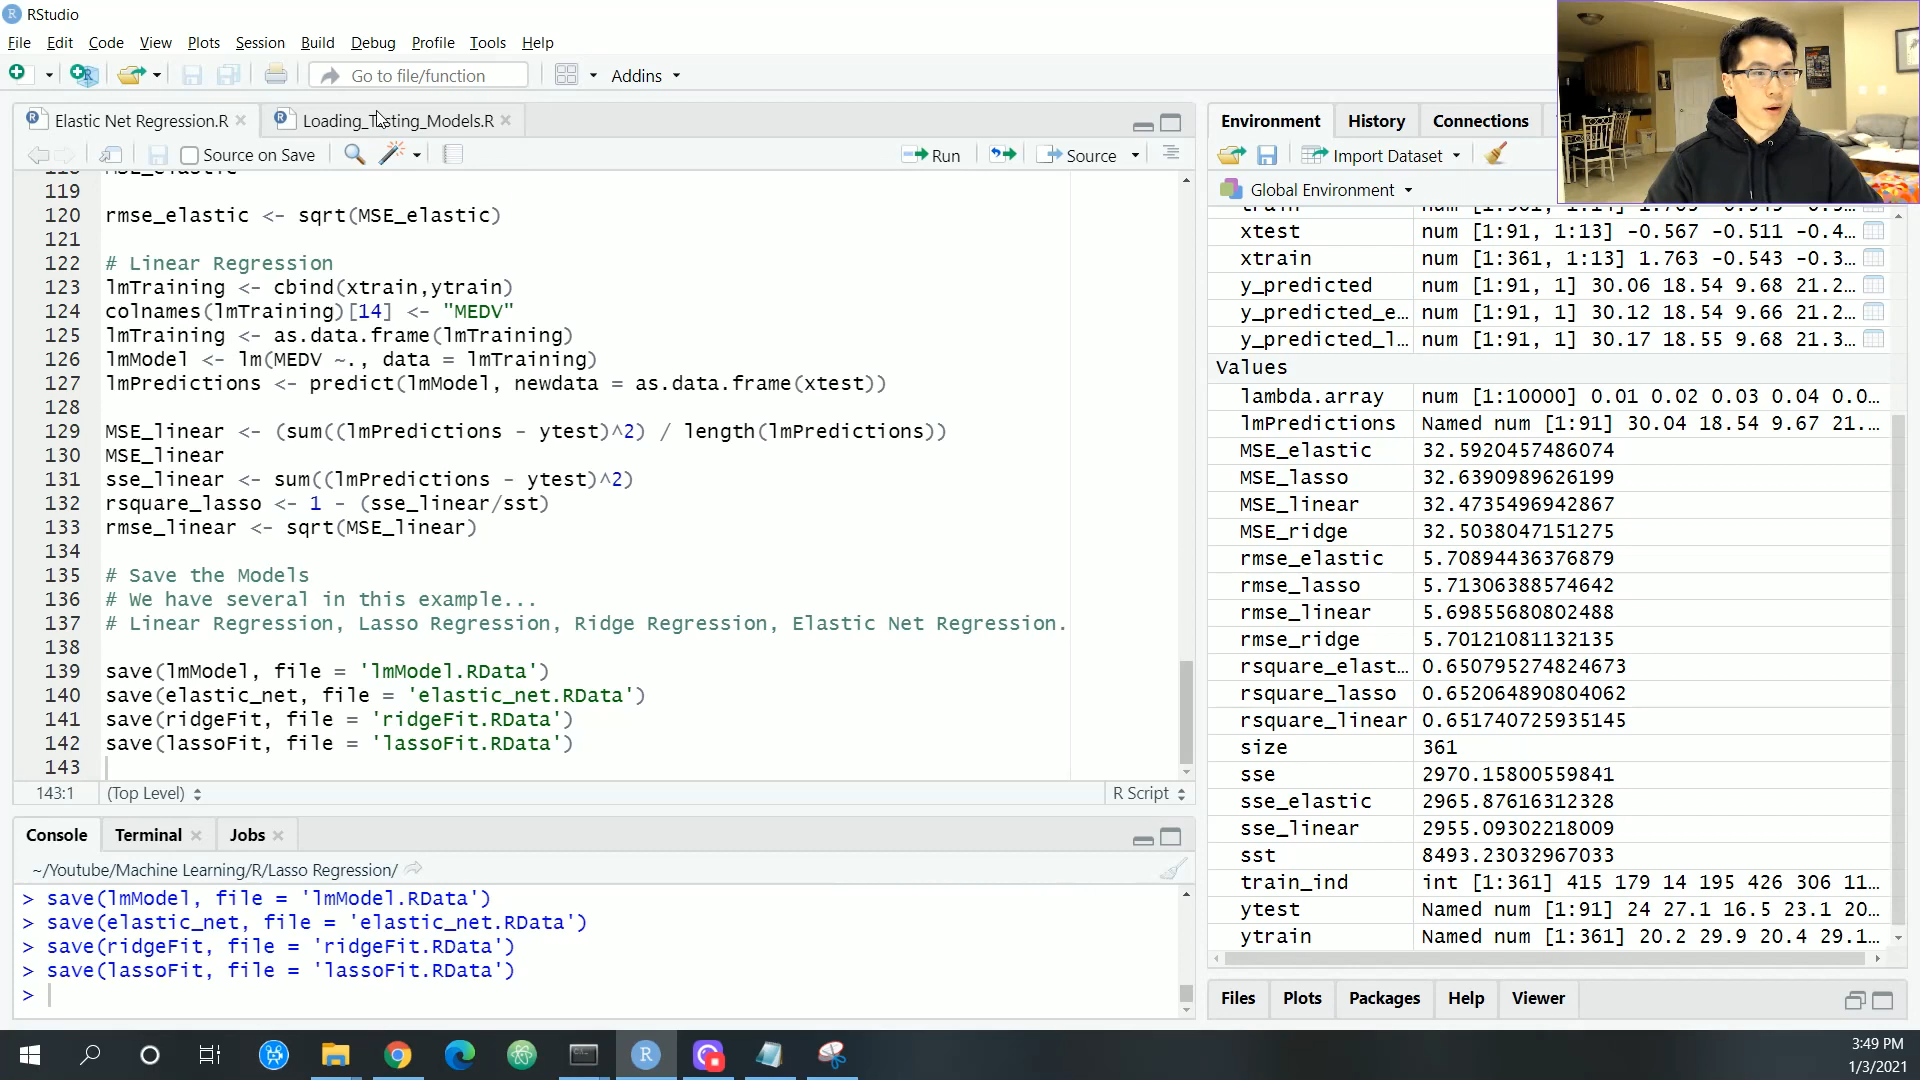 RStudio
File Edit Code View Plots Session Build Debug Profile Tools Help
Go to file/function Addins
Elastic Net Regression.R
Source on Save Run Source
119
120 rmse_elastic <- sqrt(MSE_elastic)
121
122 # Linear Regression
123 lmTraining <- cbind(xtrain,ytrain)
124 colnames(lmTraining)[14] <- "MEDV"
125 lmTraining <- as.data.frame(lmTraining)
126 lmModel <- lm(MEDV ~., data = lmTraining)
127 lmPredictions <- predict(lmModel, newdata = as.data.frame(xtest))
128
129 MSE_linear <- (sum((lmPredictions - ytest)^2) / length(lmPredictions))
130 MSE_linear
131 sse_linear <- sum((lmPredictions - ytest)^2)
132 rsquare_lasso <- 1 - (sse_linear/sst)
133 rmse_linear <- sqrt(MSE_linear)
134
135 # Save the Models
136 # We have several in this example...
137 # Linear Regression, Lasso Regression, Ridge Regression, Elastic Net Regression.
138
139 save(lmModel, file = 'lmModel.RData')
140 save(elastic_net, file = 'elastic_net.RData')
141 save(ridgeFit, file = 'ridgeFit.RData')
142 save(lassoFit, file = 'lassoFit.RData')
143
143:1 (Top Level) R Script
Console Terminal Jobs
~/Youtube/Machine Learning/R/Lasso Regression/
> save(lmModel, file = 'lmModel.RData')
> save(elastic_net, file = 'elastic_net.RData')
> save(ridgeFit, file = 'ridgeFit.RData')
> save(lassoFit, file = 'lassoFit.RData')
>
Environment History Connections
Import Dataset
Global Environment
xtest num [1:91, 1:13] -0.567 -0.511 -0.4...
xtrain num [1:361, 1:13] 1.763 -0.543 -0.3...
y_predicted num [1:91, 1] 30.06 18.54 9.68 21.2...
y_predicted_e... num [1:91, 1] 30.12 18.54 9.66 21.2...
y_predicted_l... num [1:91, 1] 30.17 18.55 9.68 21.3...
Values
lambda.array num [1:10000] 0.01 0.02 0.03 0.04 0.0...
lmPredictions Named num [1:91] 30.04 18.54 9.67 21....
MSE_elastic 32.5920457486074
MSE_lasso 32.6390989626199
MSE_linear 32.4735496942867
MSE_ridge 32.5038047151275
rmse_elastic 5.70894436376879
rmse_lasso 5.71306388574642
rmse_linear 5.69855680802488
rmse_ridge 5.70121081132135
rsquare_elast... 0.650795274824673
rsquare_lasso 0.652064890804062
rsquare_linear 0.651740725935145
size 361
sse 2970.15800559841
sse_elastic 2965.87616312328
sse_linear 2955.09302218009
sst 8493.23032967033
train_ind int [1:361] 415 179 14 195 426 306 11...
ytest Named num [1:91] 24 27.1 16.5 23.1 20...
ytrain Named num [1:361] 20.2 29.9 20.4 29.1...
Files Plots Packages Help Viewer
3:49 PM
1/3/2021